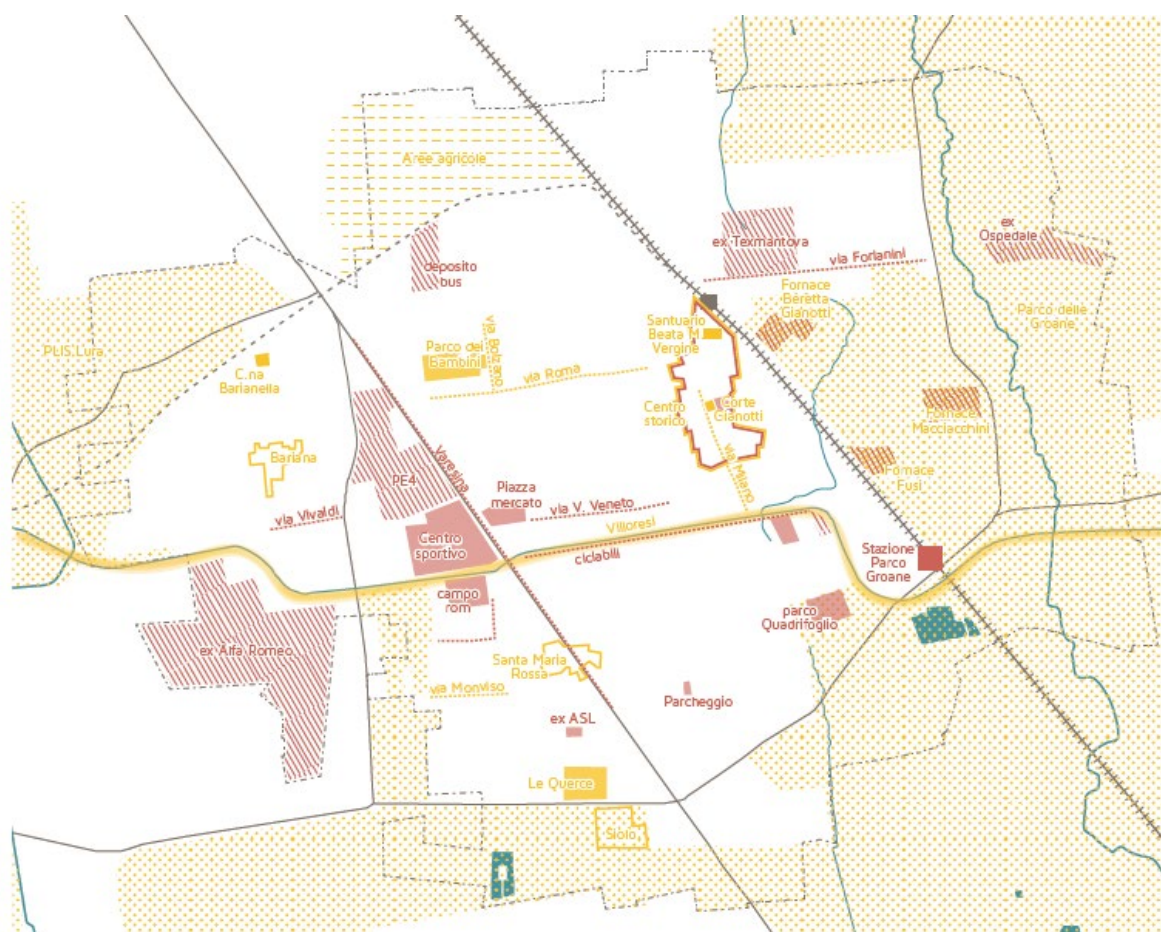 Aree agricole
ex
Ospedale
ex Texmantova
via Forlanini
deposito
bus
Fornace
Beretta
Gianotti
Parco delle
Groane
Santuario
Beata M.
Vergine
PLIS Lura
Parco dei
Bambini
via Bolzano
via Roma
C.na
Barianella
Centro
storico
Corte
Gianotti
Fornace
Macciacchini
Bariana
PE4
Varesina
via Milano
Fornace
Fusi
Piazza
mercato
via V. Veneto
via Vivaldi
Villoresi
Centro
sportivo
ciclabili
Stazione
Parco
Groane
campo
rom
parco
Quadrifoglio
ex Alfa Romeo
Santa Maria
Rossa
via Monviso
Parcheggio
ex ASL
Le Querce
Siolo